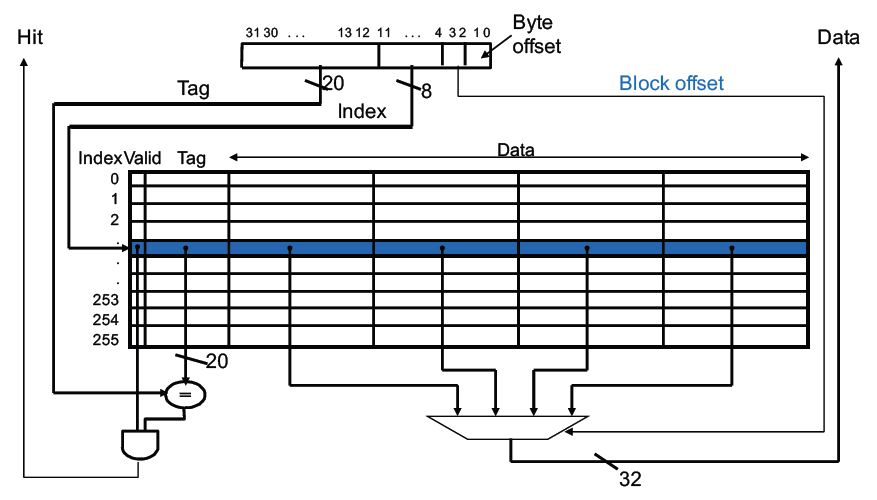 Hit
31 30 ... 13 12 11 ... 4 3 2 1 0
Byte
offset
Data
Tag
20
8
Block offset
Index
Index Valid Tag
Data
0
1
2
.
.
.
253
254
255
20
=
32